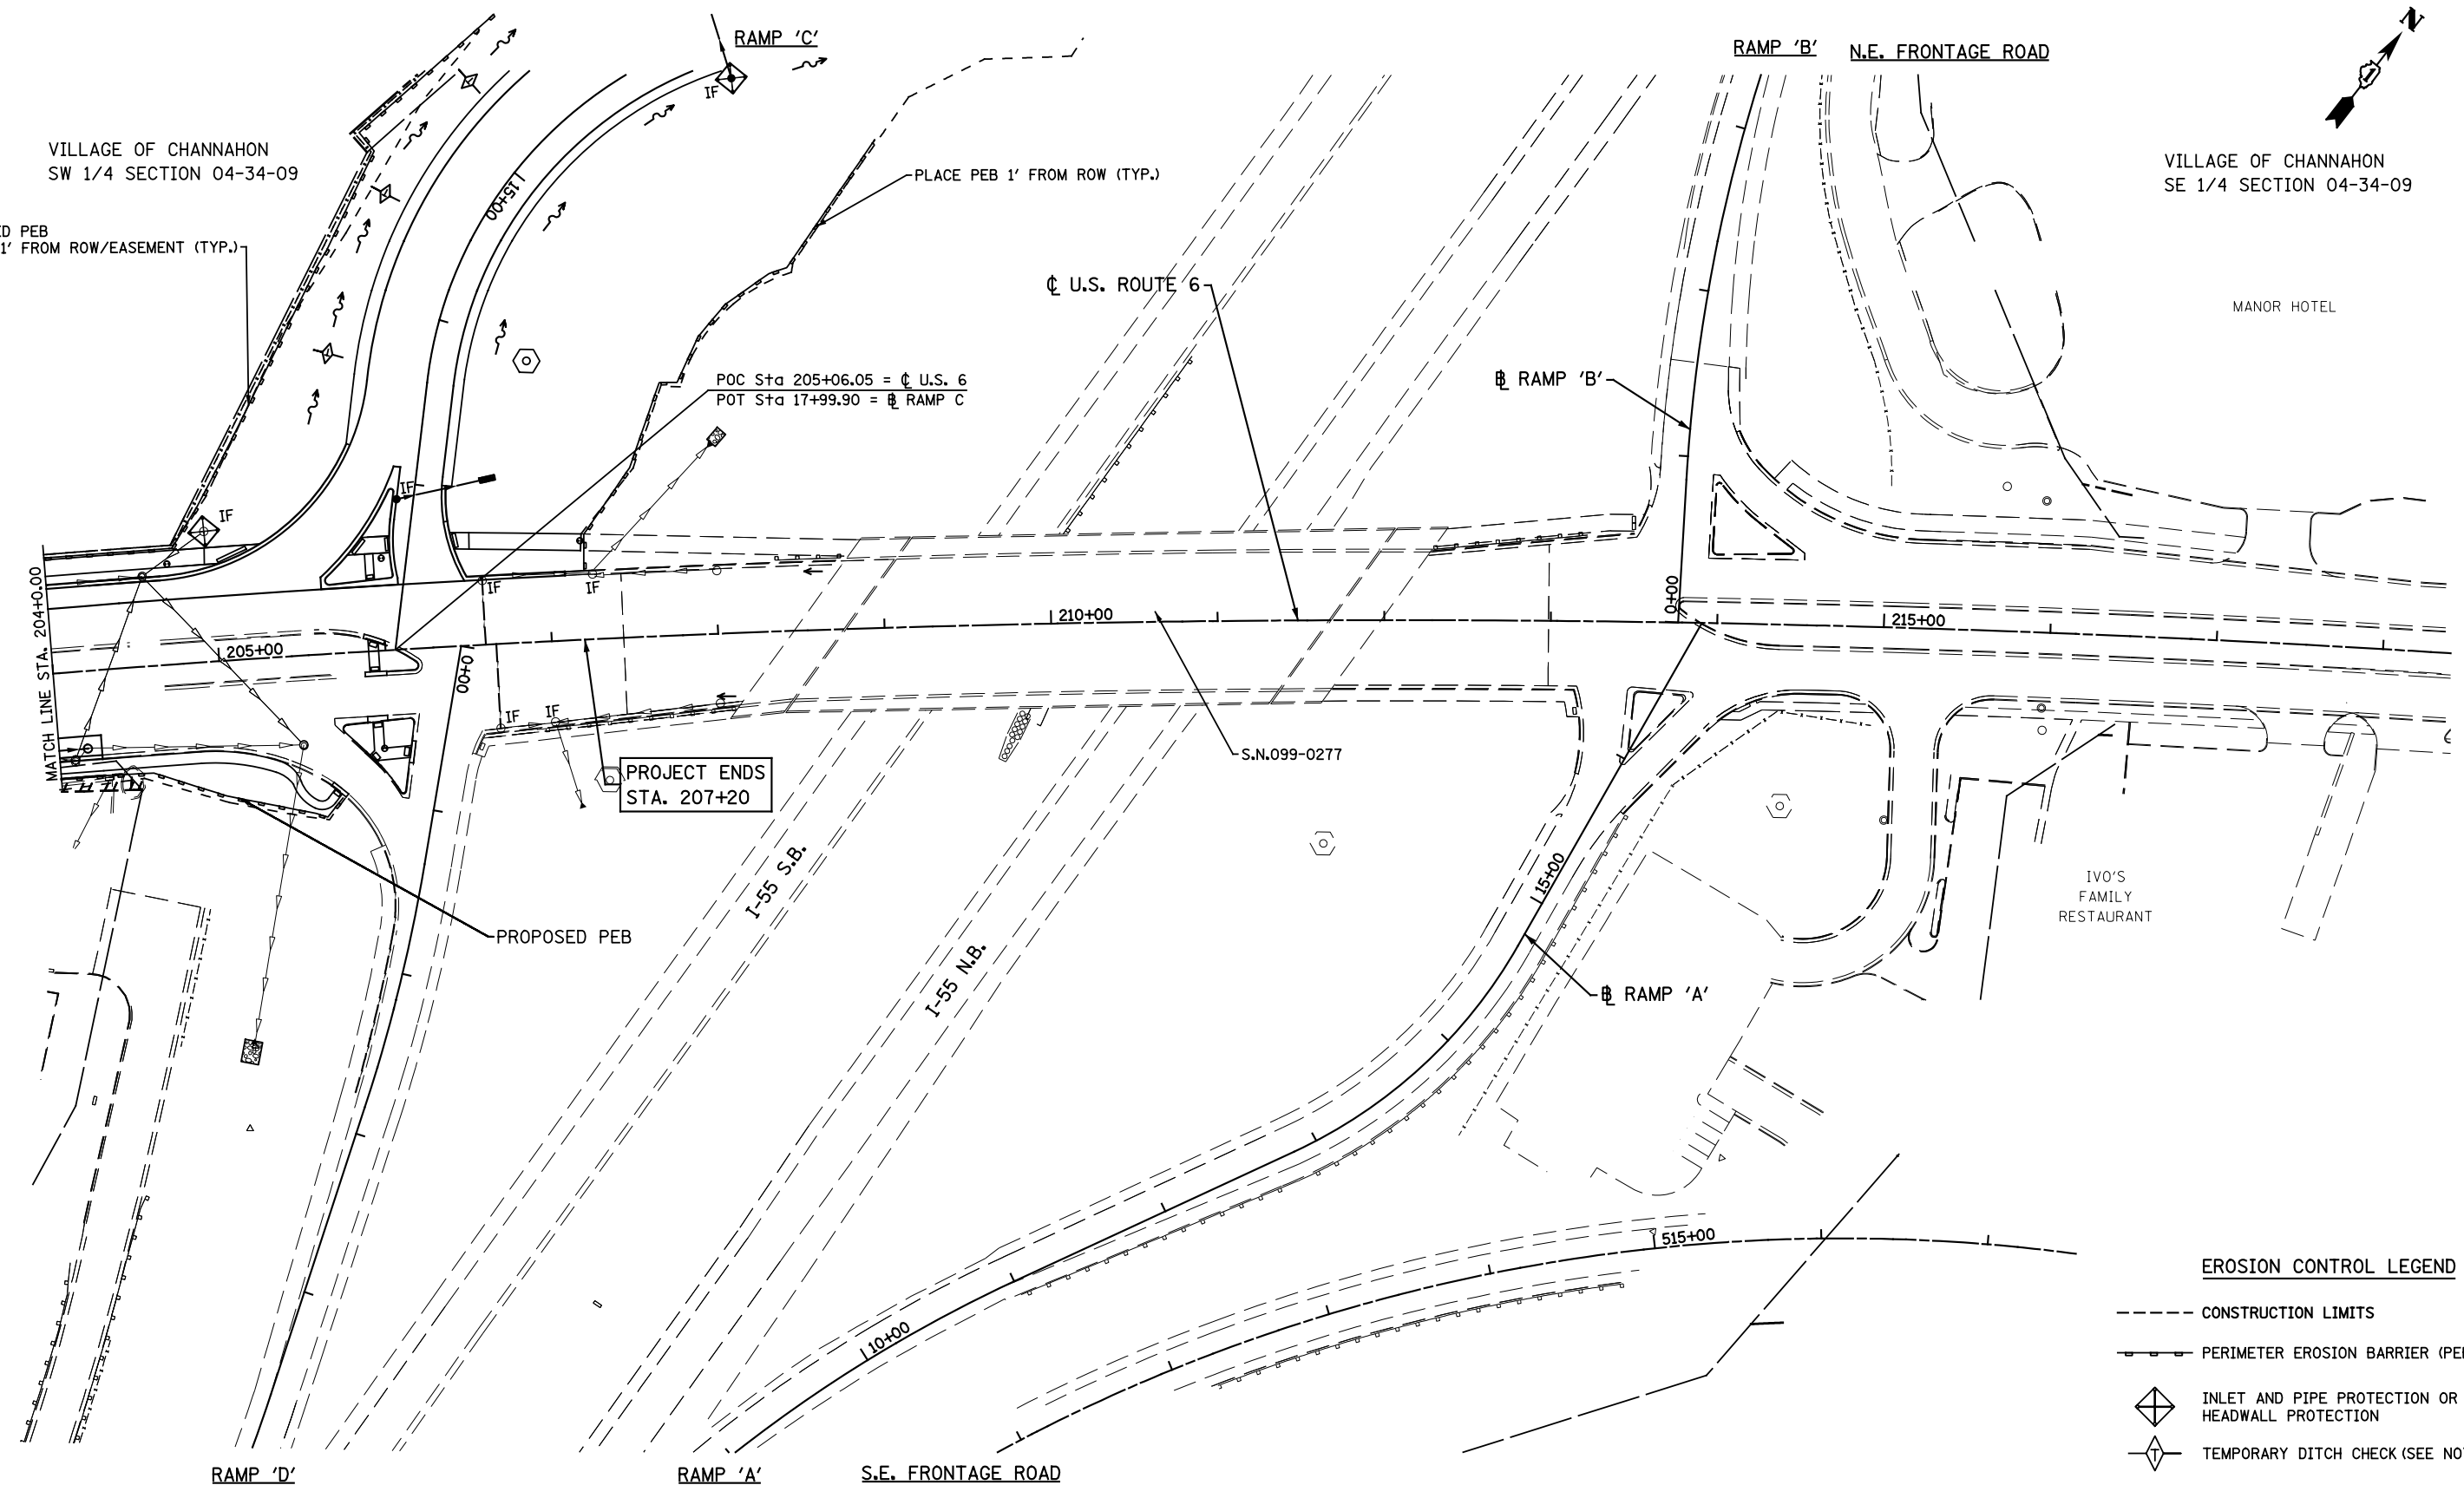 RAMP 'C'
RAMP 'B'
N.E. FRONTAGE ROAD
N
1
IF
VILLAGE OF CHANNAHON
SW 1/4 SECTION 04-34-09
VILLAGE OF CHANNAHON
SE 1/4 SECTION 04-34-09
PLACE PEB 1' FROM ROW (TYP.)
15+00
ED PEB
1' FROM ROW/EASEMENT (TYP.)
℄ U.S. ROUTE 6
MANOR HOTEL
POC Sta 205+06.05 = ℄ U.S. 6
POT Sta 17+99.90 = BL RAMP C
BL RAMP 'B'
IF
IF
IF
IF
MATCH LINE STA. 204+0.00
205+00
0+00
210+00
0+00
215+00
IF
IF
S.N.099-0277
PROJECT ENDS
STA. 207+20
I-55 S.B.
I-55 N.B.
15+00
IVO'S
FAMILY
RESTAURANT
PROPOSED PEB
BL RAMP 'A'
515+00
10+00
EROSION CONTROL LEGEND
CONSTRUCTION LIMITS
PERIMETER EROSION BARRIER (PE
INLET AND PIPE PROTECTION OR
HEADWALL PROTECTION
T
TEMPORARY DITCH CHECK (SEE NO
RAMP 'D'
RAMP 'A'
S.E. FRONTAGE ROAD